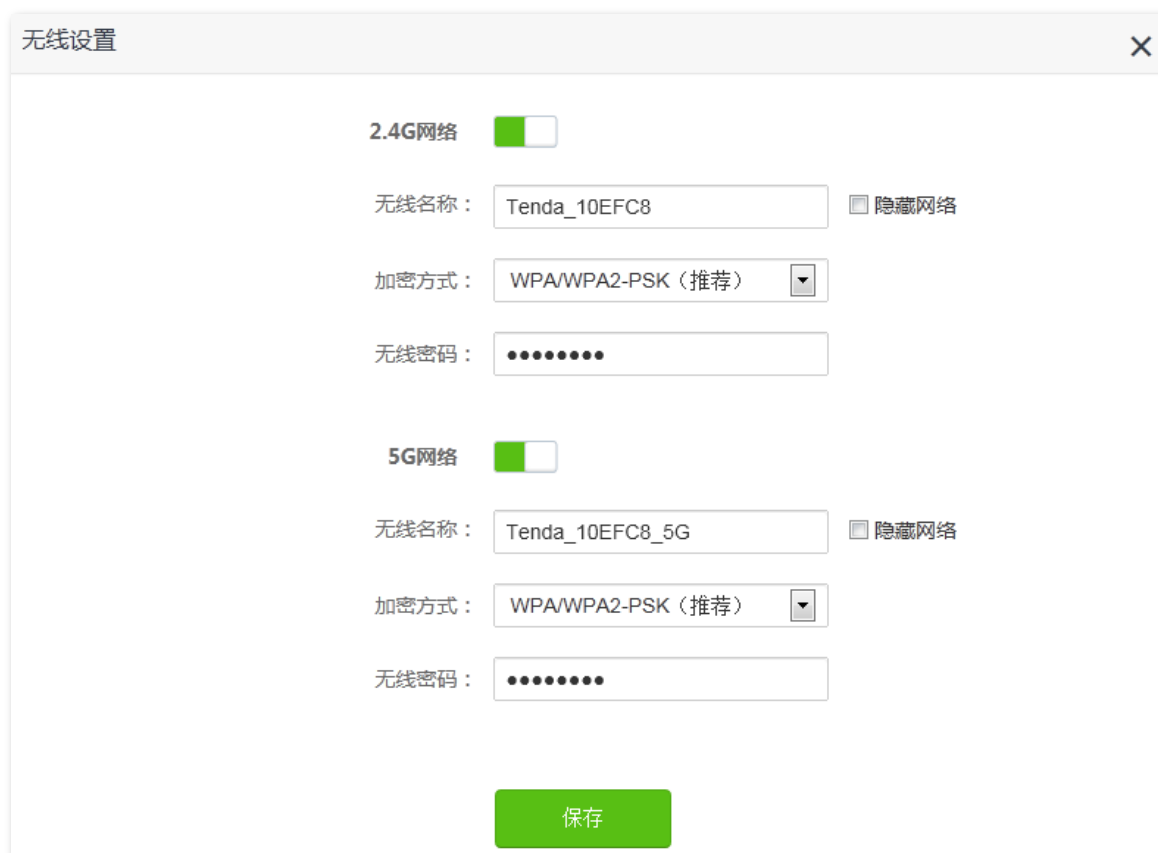 无线设置
2.4G网络
无线名称： Tenda_10EFC8 隐藏网络
加密方式： WPA/WPA2-PSK（推荐）
无线密码： ●●●●●●●●
5G网络
无线名称： Tenda_10EFC8_5G 隐藏网络
加密方式： WPA/WPA2-PSK（推荐）
无线密码： ●●●●●●●●
保存